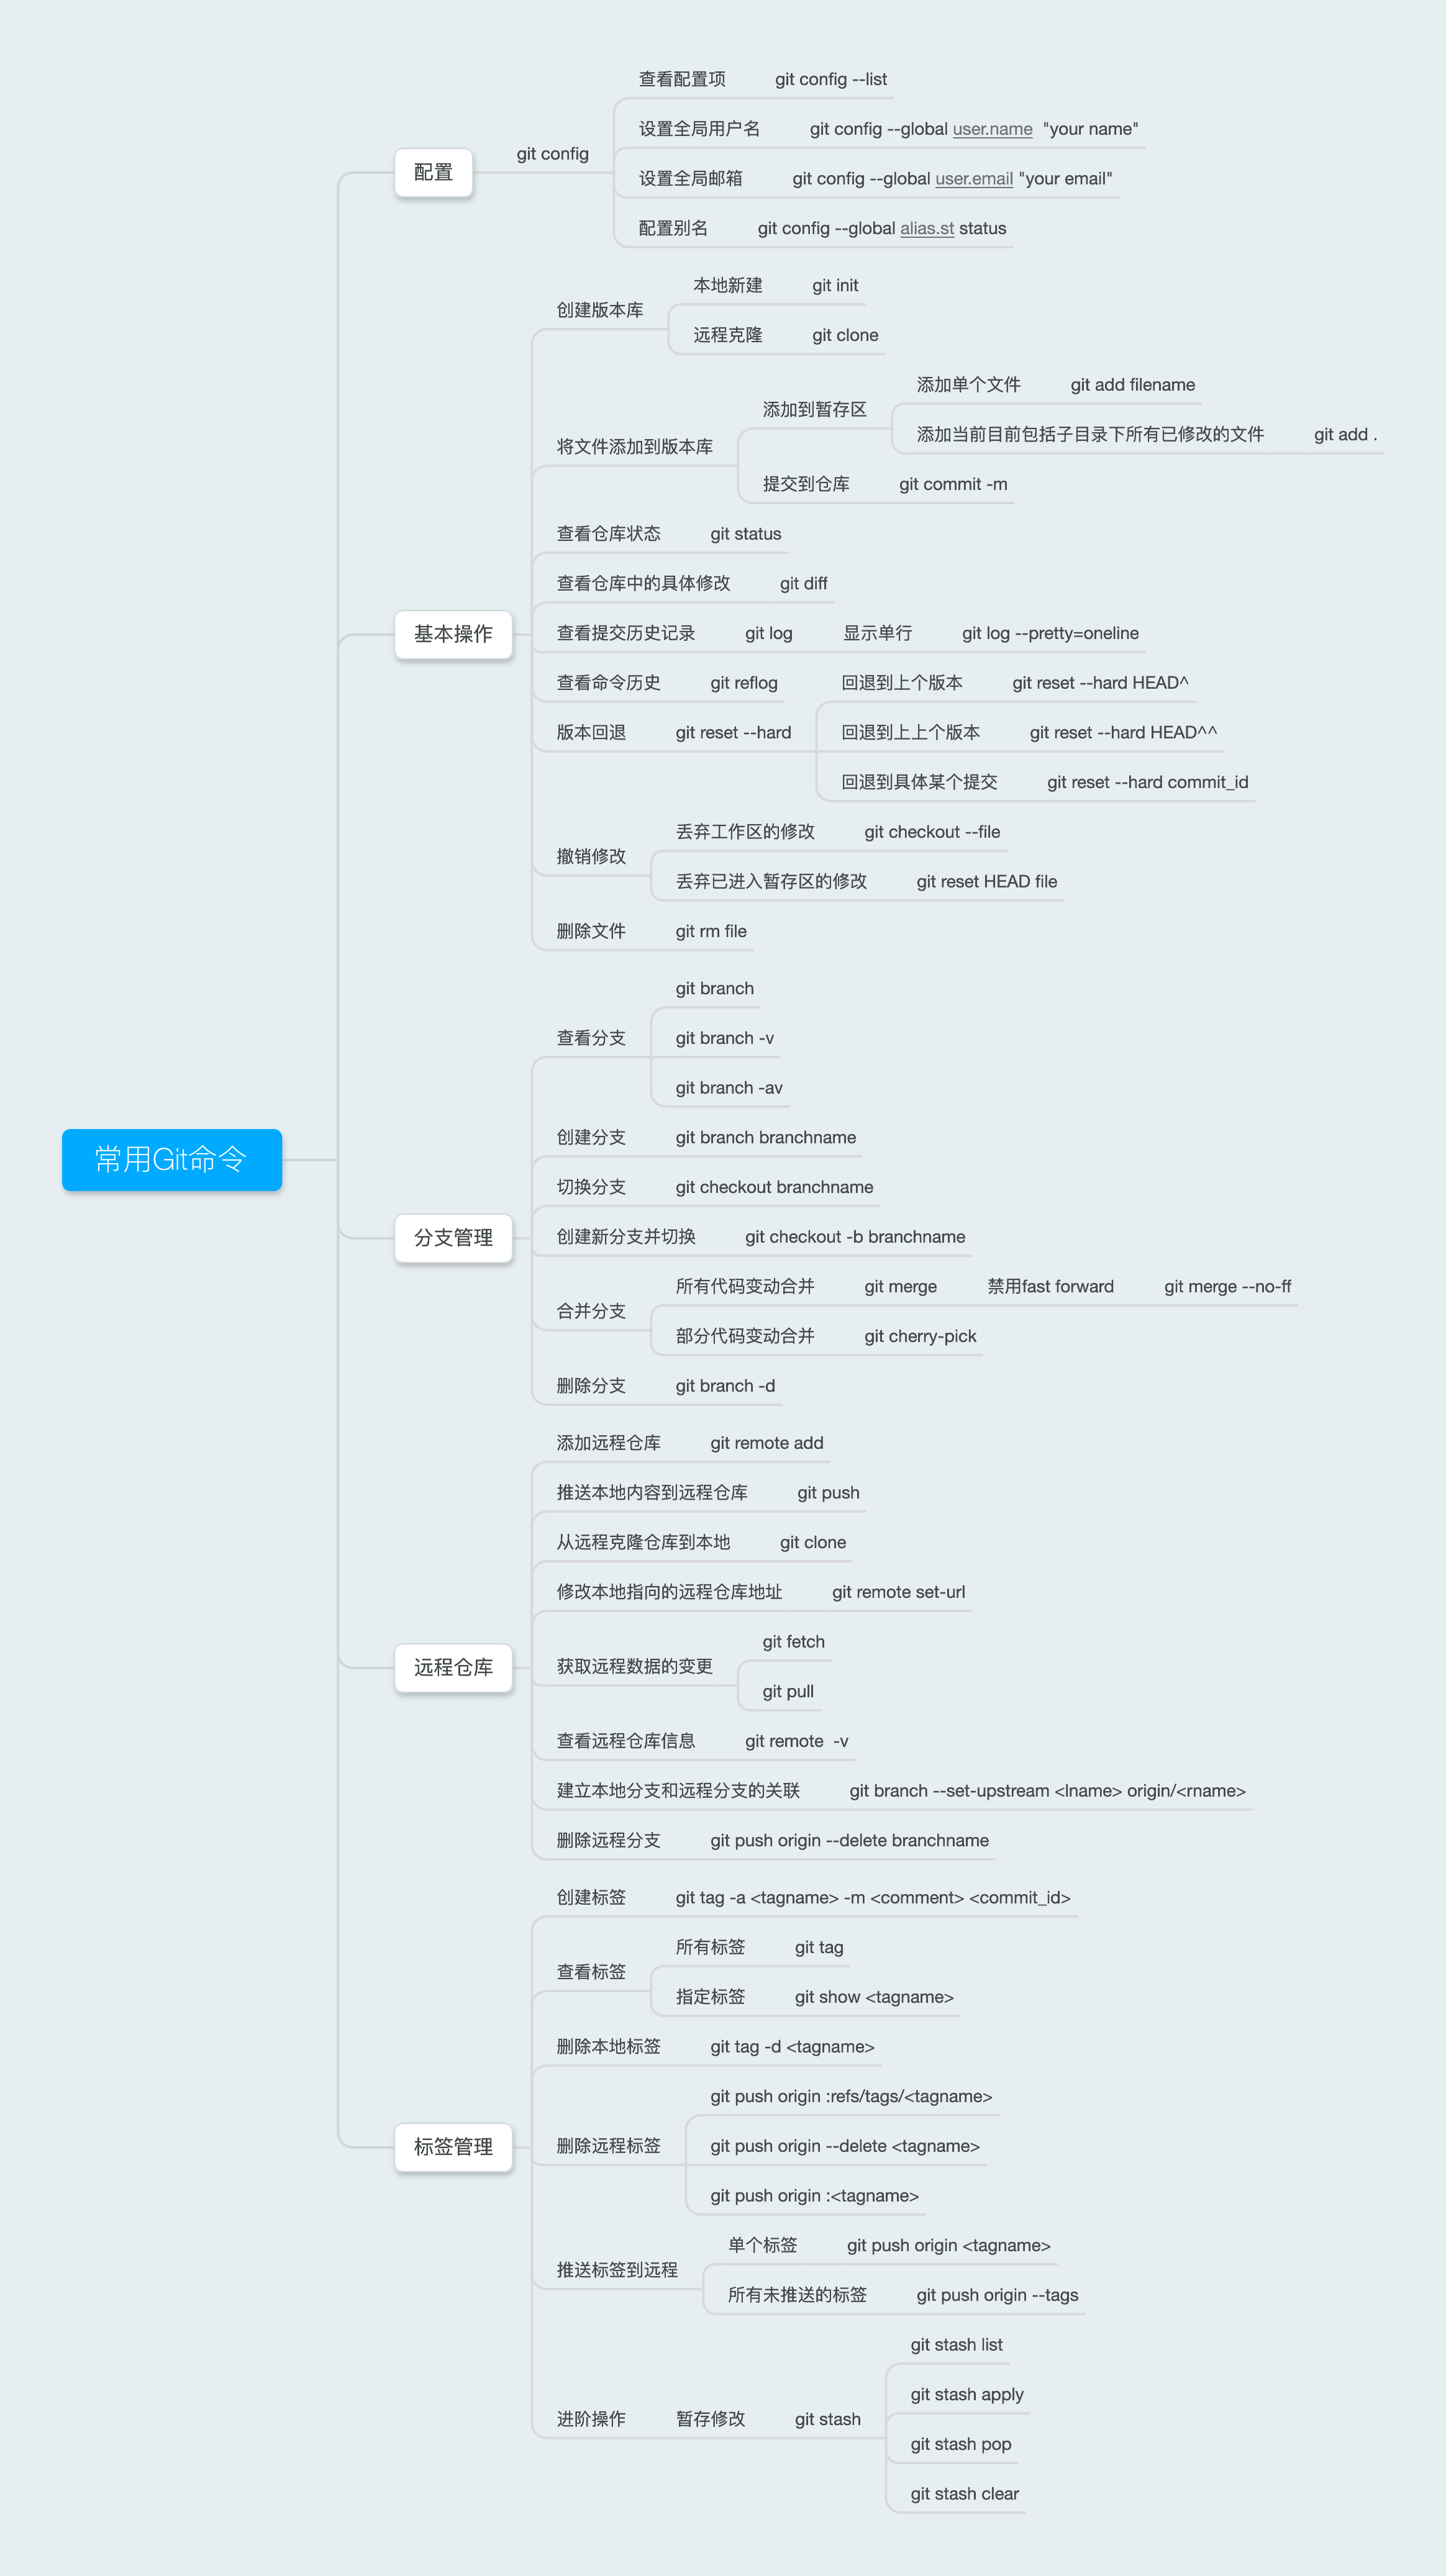 常用Git命令
配置
git config
查看配置项 git config --list
设置全局用户名 git config --global user.name "your name"
设置全局邮箱 git config --global user.email "your email"
配置别名 git config --global alias.st status
基本操作
创建版本库
本地新建 git init
远程克隆 git clone
将文件添加到版本库
添加到暂存区
添加单个文件 git add filename
添加当前目前包括子目录下所有已修改的文件 git add .
提交到仓库 git commit -m
查看仓库状态 git status
查看仓库中的具体修改 git diff
查看提交历史记录 git log 显示单行 git log --pretty=oneline
查看命令历史 git reflog
版本回退 git reset --hard
回退到上个版本 git reset --hard HEAD^
回退到上上个版本 git reset --hard HEAD^^
回退到具体某个提交 git reset --hard commit_id
撤销修改
丢弃工作区的修改 git checkout --file
丢弃已进入暂存区的修改 git reset HEAD file
删除文件 git rm file
分支管理
查看分支
git branch
git branch -v
git branch -av
创建分支 git branch branchname
切换分支 git checkout branchname
创建新分支并切换 git checkout -b branchname
合并分支
所有代码变动合并 git merge 禁用fast forward git merge --no-ff
部分代码变动合并 git cherry-pick
删除分支 git branch -d
远程仓库
添加远程仓库 git remote add
推送本地内容到远程仓库 git push
从远程克隆仓库到本地 git clone
修改本地指向的远程仓库地址 git remote set-url
获取远程数据的变更
git fetch
git pull
查看远程仓库信息 git remote -v
建立本地分支和远程分支的关联 git branch --set-upstream <lname> origin/<rname>
删除远程分支 git push origin --delete branchname
标签管理
创建标签 git tag -a <tagname> -m <comment> <commit_id>
查看标签
所有标签 git tag
指定标签 git show <tagname>
删除本地标签 git tag -d <tagname>
删除远程标签
git push origin :refs/tags/<tagname>
git push origin --delete <tagname>
git push origin :<tagname>
推送标签到远程
单个标签 git push origin <tagname>
所有未推送的标签 git push origin --tags
进阶操作 暂存修改 git stash
git stash list
git stash apply
git stash pop
git stash clear